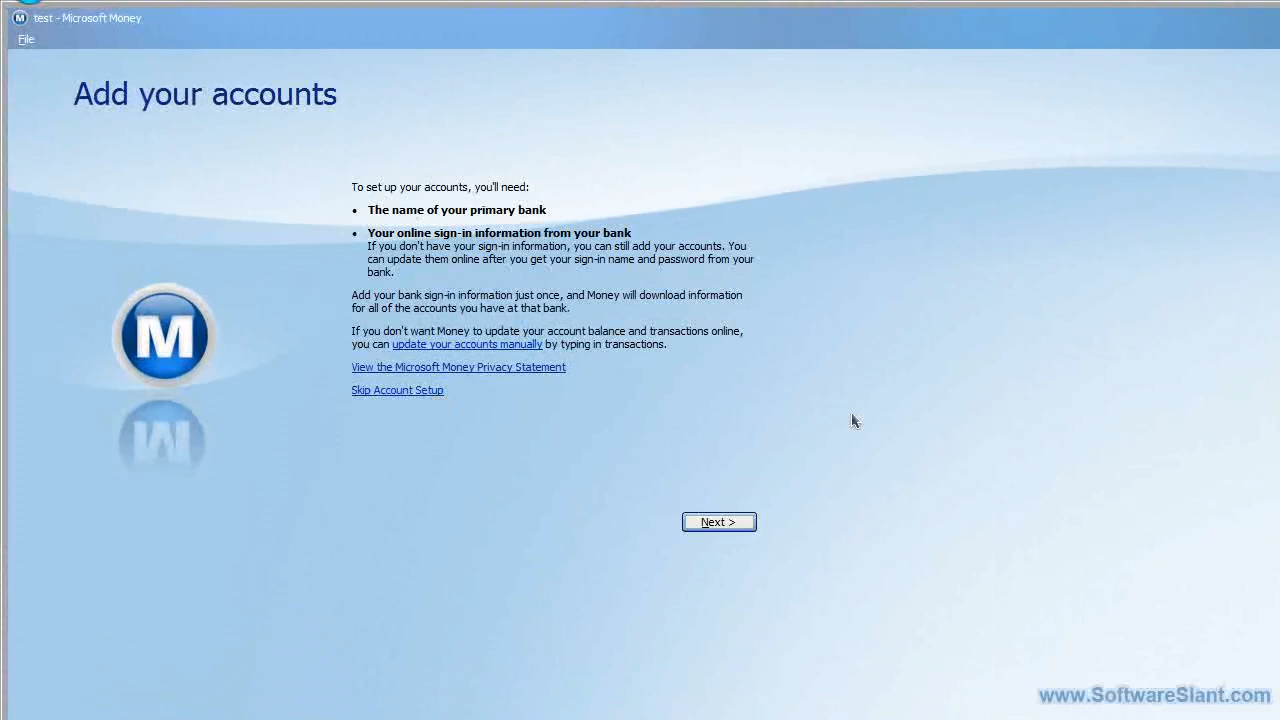 test - Microsoft Money
File
Add your accounts
To set up your accounts, you'll need:
• The name of your primary bank
• Your online sign-in information from your bank
If you don't have your sign-in information, you can still add your accounts. You
can update them online after you get your sign-in name and password from your
bank.
Add your bank sign-in information just once, and Money will download information
for all of the accounts you have at that bank.
If you don't want Money to update your account balance and transactions online,
you can update your accounts manually by typing in transactions.
View the Microsoft Money Privacy Statement
Skip Account Setup
M
Next >
www.SoftwareSlant.com